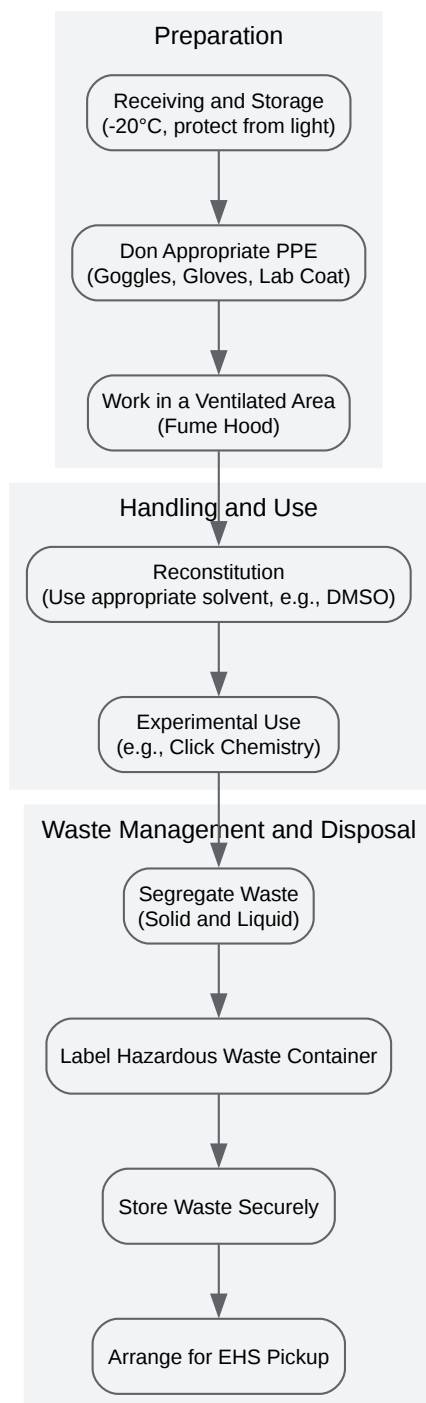 Preparation
Receiving and Storage
(-20°C, protect from light)
Don Appropriate PPE
(Goggles, Gloves, Lab Coat)
Work in a Ventilated Area
(Fume Hood)
Handling and Use
Reconstitution
(Use appropriate solvent, e.g., DMSO)
Experimental Use
(e.g., Click Chemistry)
Waste Management and Disposal
Segregate Waste
(Solid and Liquid)
Label Hazardous Waste Container
Store Waste Securely
Arrange for EHS Pickup